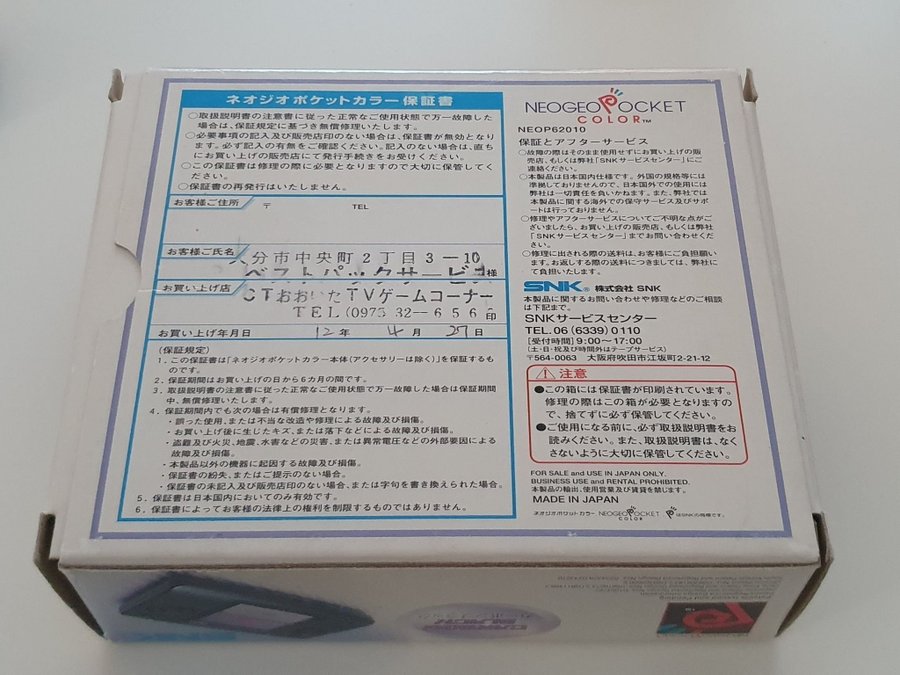 ネオジオポケットカラー保証書
○取扱説明書の注意書に従った正常なご使用状態で万一故障した
場合は、保証規定に基づき無償修理いたします。
○必要事項の記入及び販売店印のない場合は、保証書が無効となり
ます。必ず記入の有無をご確認ください。記入のない場合は、直ち
にお買い上げの販売店にて発行手続きをお受けください。
○この保証書は修理の際に必要となりますので大切に保管してく
ださい。
○保証書の再発行はいたしません。
お客様ご住所 〒 TEL
お客様ご氏名 様
分市中央町2丁目3-10
ベストパックサービス
お買い上げ店 印
CTおおいたTVゲームコーナー
TEL(0975 32-656
お買い上げ年月日 12年 4月 27日
(保証規定)
1.この保証書は「ネオジオポケットカラー本体(アクセサリーは除く)」を保証するも
のです。
2.保証期間はお買い上げの日から6カ月の間です。
3.取扱説明書の注意書に従った正常なご使用状態で万一故障した場合は保証期間
中、無償修理いたします。
4.保証期間内でも次の場合は有償修理となります。
・誤った使用、または不当な改造や修理による故障及び損傷。
・お買い上げ後に生じたキズ、または落下などによる故障及び損傷。
・盗難及び火災、地震、水害などの災害、または異常電圧などの外部要因による
故障及び損傷。
・本製品以外の機器に起因する故障及び損傷。
・保証書の紛失、またはご提示のない場合。
・保証書の未記入及び販売店印のない場合、または字句を書き換えられた場合。
5.保証書は日本国内においてのみ有効です。
6.保証書によってお客様の法律上の権利を制限するものではありません。
NEOGEO POCKET
COLOR™
NEOP62010
保証とアフターサービス
○故障の際はそのまま使用せずにお買い上げの販
売店、もしくは弊社「SNKサービスセンター」にご
連絡ください。
○本製品は日本国内仕様です。外国の規格等には
準拠しておりませんので、日本国外での使用には
弊社は一切責任を負いかねます。また、弊社では
本製品に関する海外での保守サービス及びサポ
ートは行っておりません。
○修理やアフターサービスについてご不明な点がご
ざいましたら、お買い上げの販売店、もしくは弊社
「SNKサービスセンター」までお問い合わせくださ
い。
○修理に出される際の送料は、お客様にご負担願い
ます。お返しする際の送料につきましては、弊社に
て負担いたします。
SNK® 株式会社 SNK
本製品に関するお問い合わせや修理などのご相談
は下記まで。
SNKサービスセンター
TEL.06(6339)0110
[受付時間]9:00〜17:00
(土・日・祝及び時間外はテープサービス)
〒564-0063 大阪府吹田市江坂町2-21-12
注意
●この箱には保証書が印刷されています。
修理の際はこの箱が必要となりますの
で、捨てずに必ず保管してください。
●ご使用になる前に、必ず取扱説明書をお
読みください。また、取扱説明書は、なく
さないように大切に保管してください。
FOR SALE and USE IN JAPAN ONLY.
BUSINESS USE and RENTAL PROHIBITED.
本製品の輸出、使用営業及び賃貸を禁じます。
MADE IN JAPAN
ネオジオポケットカラー NEOGEO POCKET COLOR はSNKの商標です。